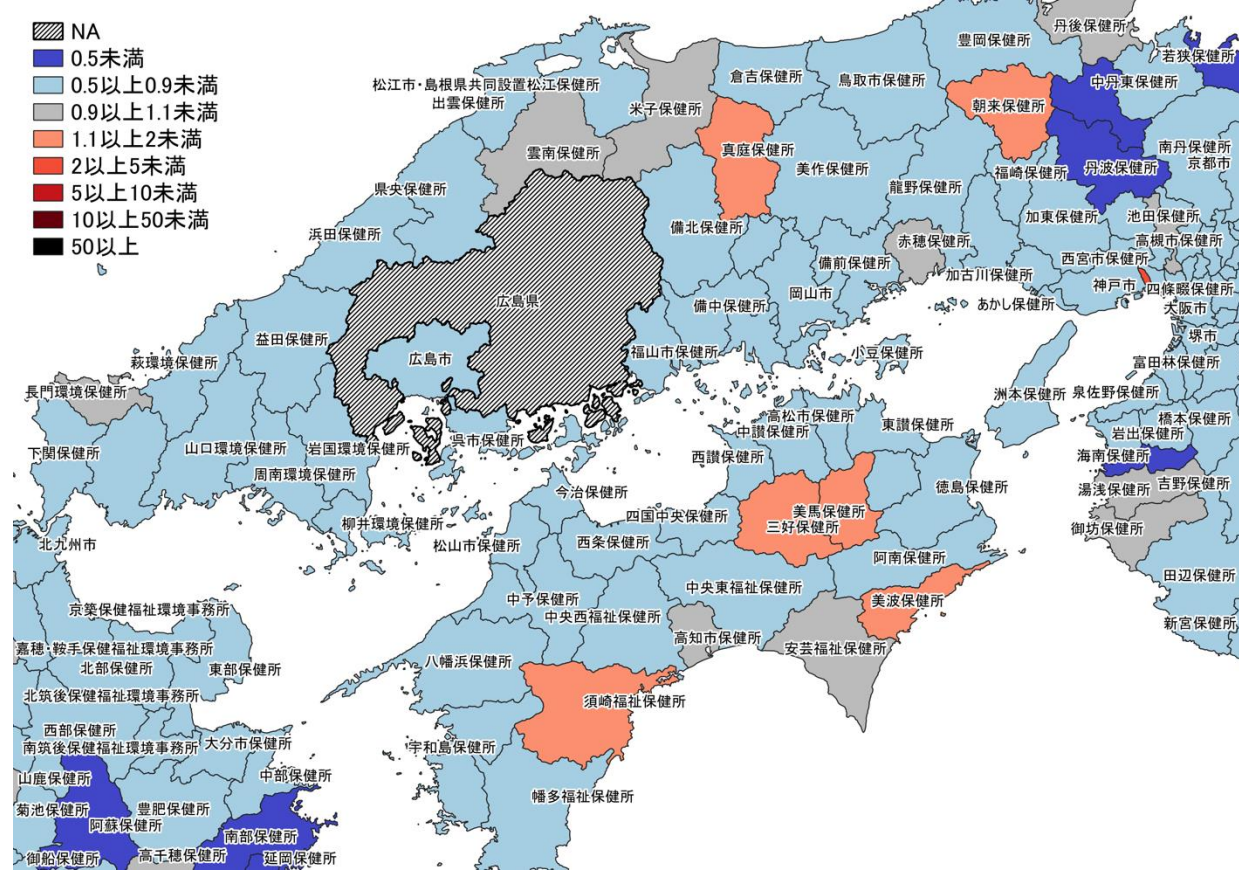 NA
0.5未満
0.5以上0.9未満
0.9以上1.1未満
1.1以上2未満
2以上5未満
5以上10未満
10以上50未満
50以上
丹後保健所
豊岡保健所
若狭保健所
倉吉保健所
鳥取市保健所
松江市・島根県共同設置松江保健所
中丹東保健所
出雲保健所
米子保健所
朝来保健所
雲南保健所
真庭保健所
美作保健所
南丹保健所
京都市
福崎保健所
丹波保健所
県央保健所
龍野保健所
加東保健所
池田保健所
備北保健所
浜田保健所
赤穂保健所
高槻市保健所
西宮市保健所
備前保健所
加古川保健所
神戸市
四條畷保健所
広島県
岡山市
備中保健所
あかし保健所
大阪市
益田保健所
堺市
萩環境保健所
広島市
福山市保健所
小豆保健所
富田林保健所
長門環境保健所
洲本保健所
泉佐野保健所
高松市保健所
東讃保健所
橋本保健所
中讃保健所
岩出保健所
呉市保健所
下関保健所
山口環境保健所
岩国環境保健所
西讃保健所
海南保健所
周南環境保健所
吉野保健所
湯浅保健所
徳島保健所
今治保健所
美馬保健所
四国中央保健所
三好保健所
柳井環境保健所
御坊保健所
北九州市
松山市保健所
西条保健所
阿南保健所
田辺保健所
中央東福祉保健所
中予保健所
美波保健所
京築保健福祉環境事務所
中央西福祉保健所
新宮保健所
高知市保健所
嘉穂・鞍手保健福祉環境事務所
安芸福祉保健所
八幡浜保健所
北部保健所
東部保健所
北筑後保健福祉環境事務所
須崎福祉保健所
西部保健所
大分市保健所
宇和島保健所
南筑後保健福祉環境事務所
山鹿保健所
中部保健所
幡多福祉保健所
菊池保健所
豊肥保健所
阿蘇保健所
南部保健所
御船保健所
高千穂保健所
延岡保健所